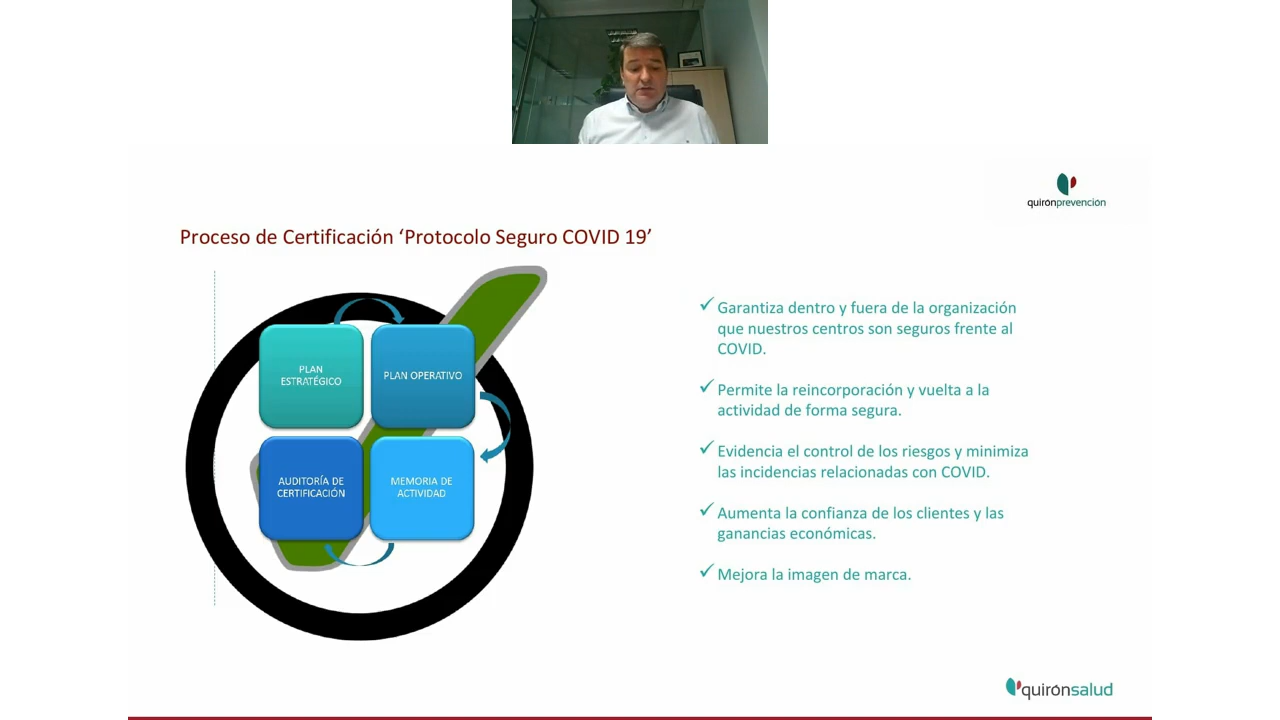 quirónprevención
Proceso de Certificación ‘Protocolo Seguro COVID 19’
PLAN
ESTRATÉGICO
PLAN OPERATIVO
AUDITORÍA DE
CERTIFICACIÓN
MEMORIA DE
ACTIVIDAD
✓ Garantiza dentro y fuera de la organización
que nuestros centros son seguros frente al
COVID.
✓ Permite la reincorporación y vuelta a la
actividad de forma segura.
✓ Evidencia el control de los riesgos y minimiza
las incidencias relacionadas con COVID.
✓ Aumenta la confianza de los clientes y las
ganancias económicas.
✓ Mejora la imagen de marca.
quirónsalud